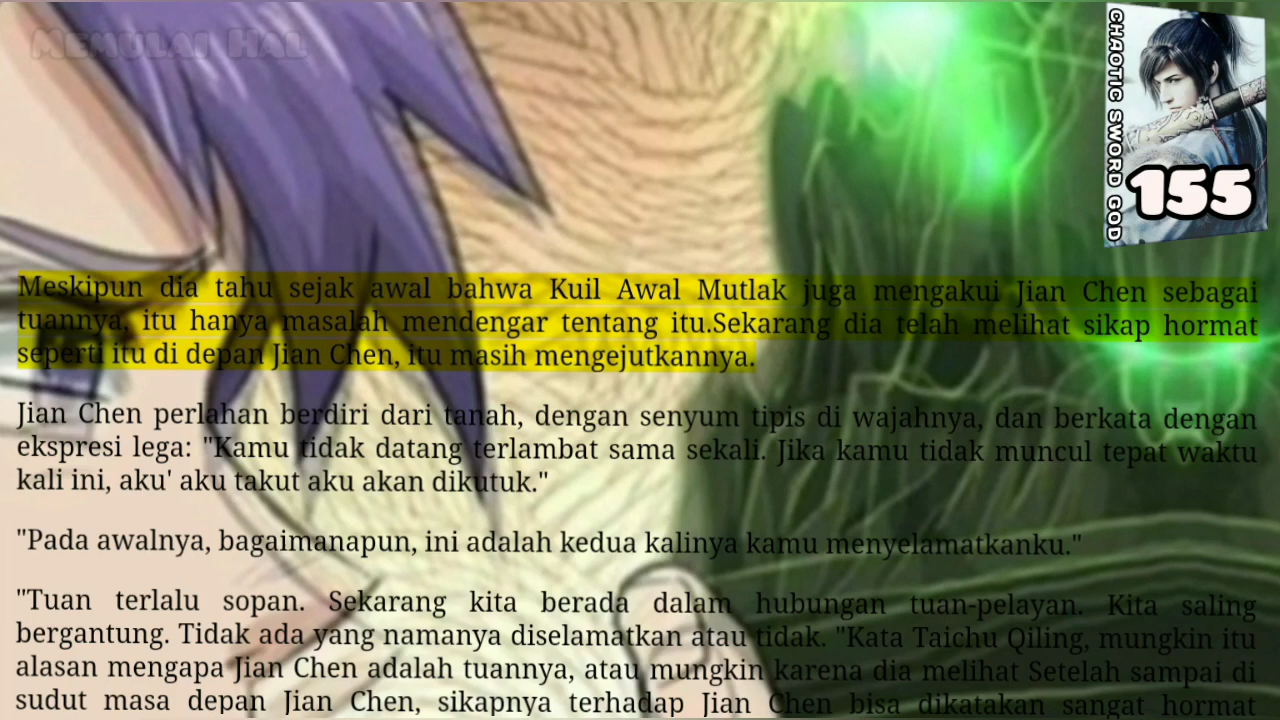 MEMULAI HAL
CHAOTIC SWORD GOD
155
Meskipun dia tahu sejak awal bahwa Kuil Awal Mutlak juga mengakui Jian Chen sebagai
tuannya, itu hanya masalah mendengar tentang itu.Sekarang dia telah melihat sikap hormat
seperti itu di depan Jian Chen, itu masih mengejutkannya.
Jian Chen perlahan berdiri dari tanah, dengan senyum tipis di wajahnya, dan berkata dengan
ekspresi lega: "Kamu tidak datang terlambat sama sekali. Jika kamu tidak muncul tepat waktu
kali ini, aku' aku takut aku akan dikutuk."
"Pada awalnya, bagaimanapun, ini adalah kedua kalinya kamu menyelamatkanku."
"Tuan terlalu sopan. Sekarang kita berada dalam hubungan tuan-pelayan. Kita saling
bergantung. Tidak ada yang namanya diselamatkan atau tidak. "Kata Taichu Qiling, mungkin itu
alasan mengapa Jian Chen adalah tuannya, atau mungkin karena dia melihat Setelah sampai di
sudut masa depan Jian Chen, sikapnya terhadap Jian Chen bisa dikatakan sangat hormat